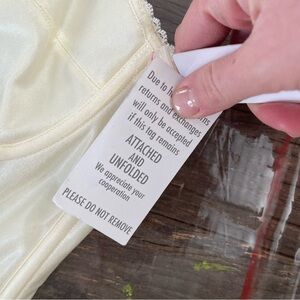 Due to h
returns and exchanges
will only be accepted
if this tag remains
ATTACHED
AND
UNFOLDED
We appreciate your
cooperation
PLEASE DO NOT REMOVE